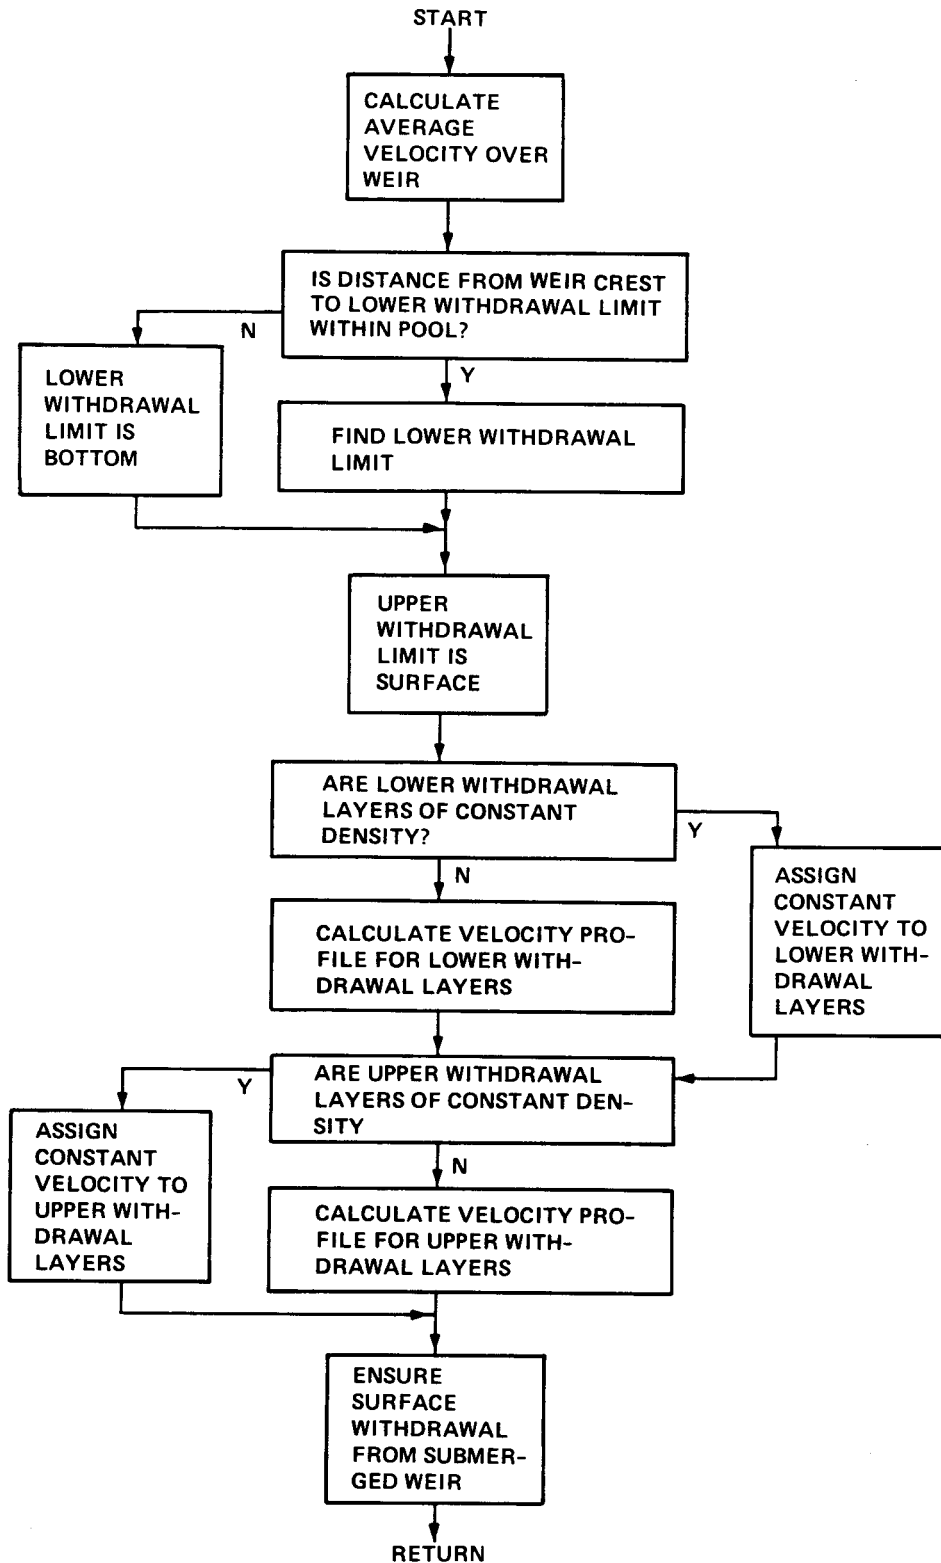 START
CALCULATE
AVERAGE
VELOCITY OVER
WEIR
IS DISTANCE FROM WEIR CREST
TO LOWER WITHDRAWAL LIMIT
WITHIN POOL?
N
Y
LOWER
WITHDRAWAL
LIMIT IS
BOTTOM
FIND LOWER WITHDRAWAL
LIMIT
UPPER
WITHDRAWAL
LIMIT IS
SURFACE
ARE LOWER WITHDRAWAL
LAYERS OF CONSTANT
DENSITY?
Y
N
ASSIGN
CONSTANT
VELOCITY TO
LOWER WITH-
DRAWAL
LAYERS
CALCULATE VELOCITY PRO-
FILE FOR LOWER WITH-
DRAWAL LAYERS
ARE UPPER WITHDRAWAL
LAYERS OF CONSTANT DEN-
SITY
Y
N
ASSIGN
CONSTANT
VELOCITY TO
UPPER WITH-
DRAWAL
LAYERS
CALCULATE VELOCITY PRO-
FILE FOR UPPER WITH-
DRAWAL LAYERS
ENSURE
SURFACE
WITHDRAWAL
FROM SUBMER-
GED WEIR
RETURN